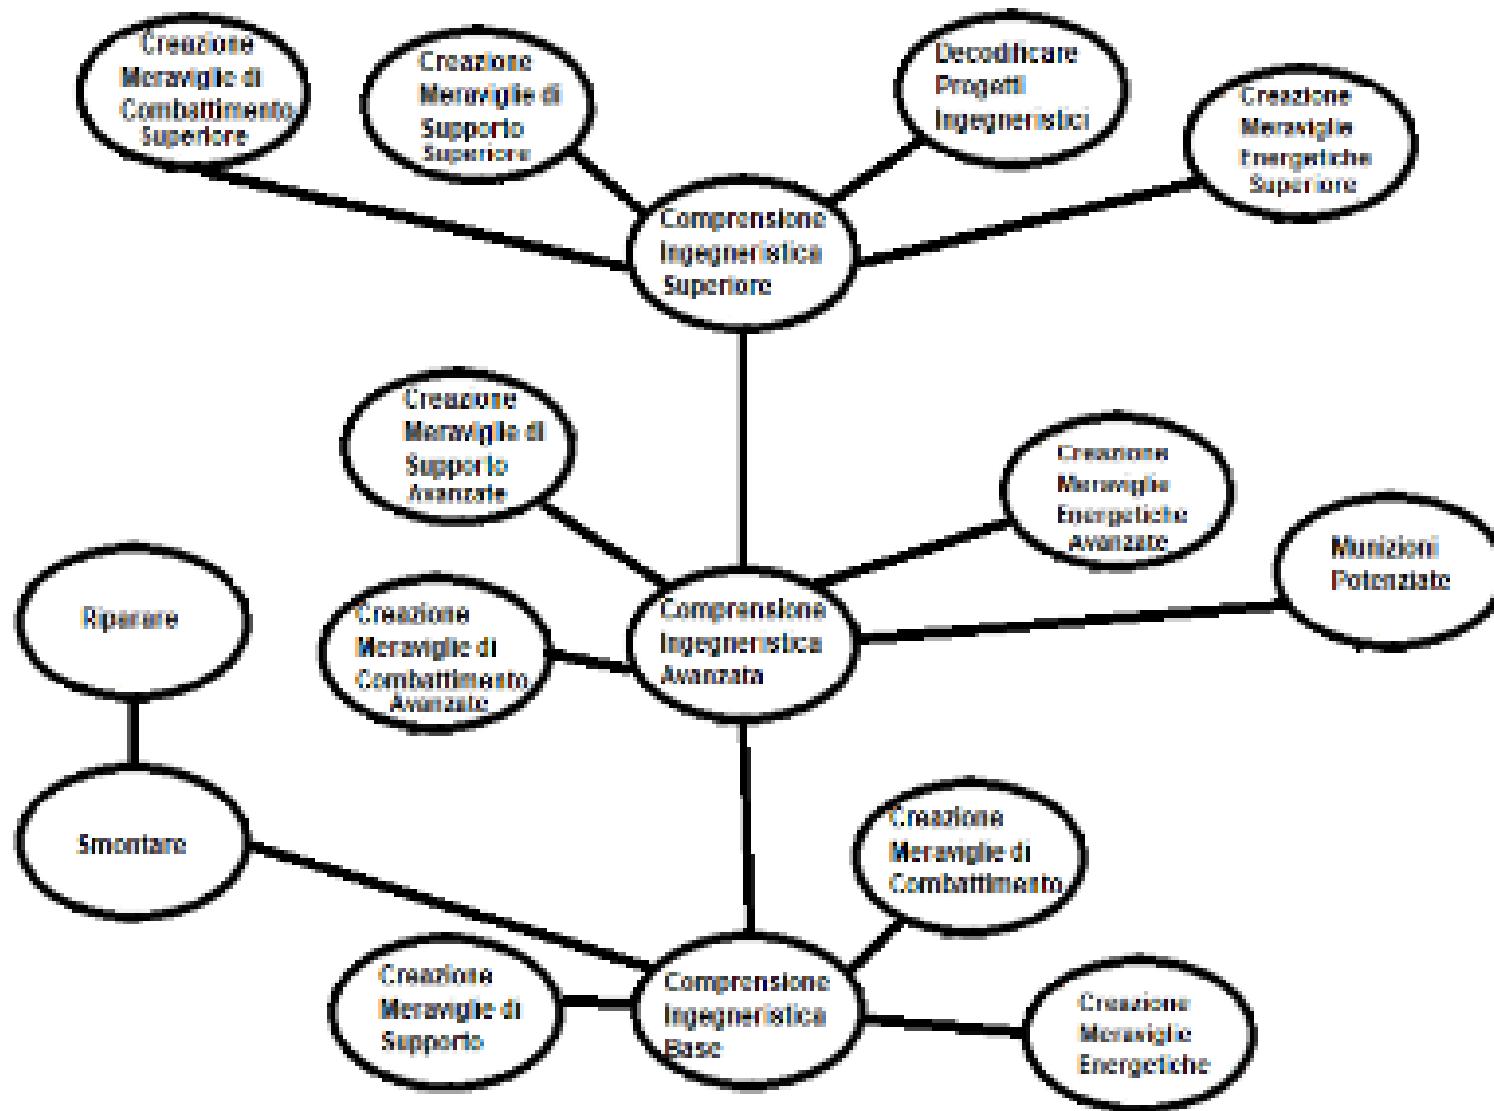 Creazione
Meraviglie di
Combattimento
Superiore
Creazione
Meraviglie di
Supporto
Superiore
Decodificare
Progetti
Ingegneristici
Creazione
Meraviglie
Energetiche
Superiore
Comprensione
Ingegneristica
Superiore
Creazione
Meraviglie di
Supporto
Avanzate
Creazione
Meraviglie
Energetiche
Avanzate
Munizioni
Potenziate
Riparare
Creazione
Meraviglie di
Combattimento
Avanzate
Comprensione
Ingegneristica
Avanzata
Smontare
Creazione
Meraviglie di
Combattimento
Creazione
Meraviglie di
Supporto
Comprensione
Ingegneristica
Base
Creazione
Meraviglie
Energetiche